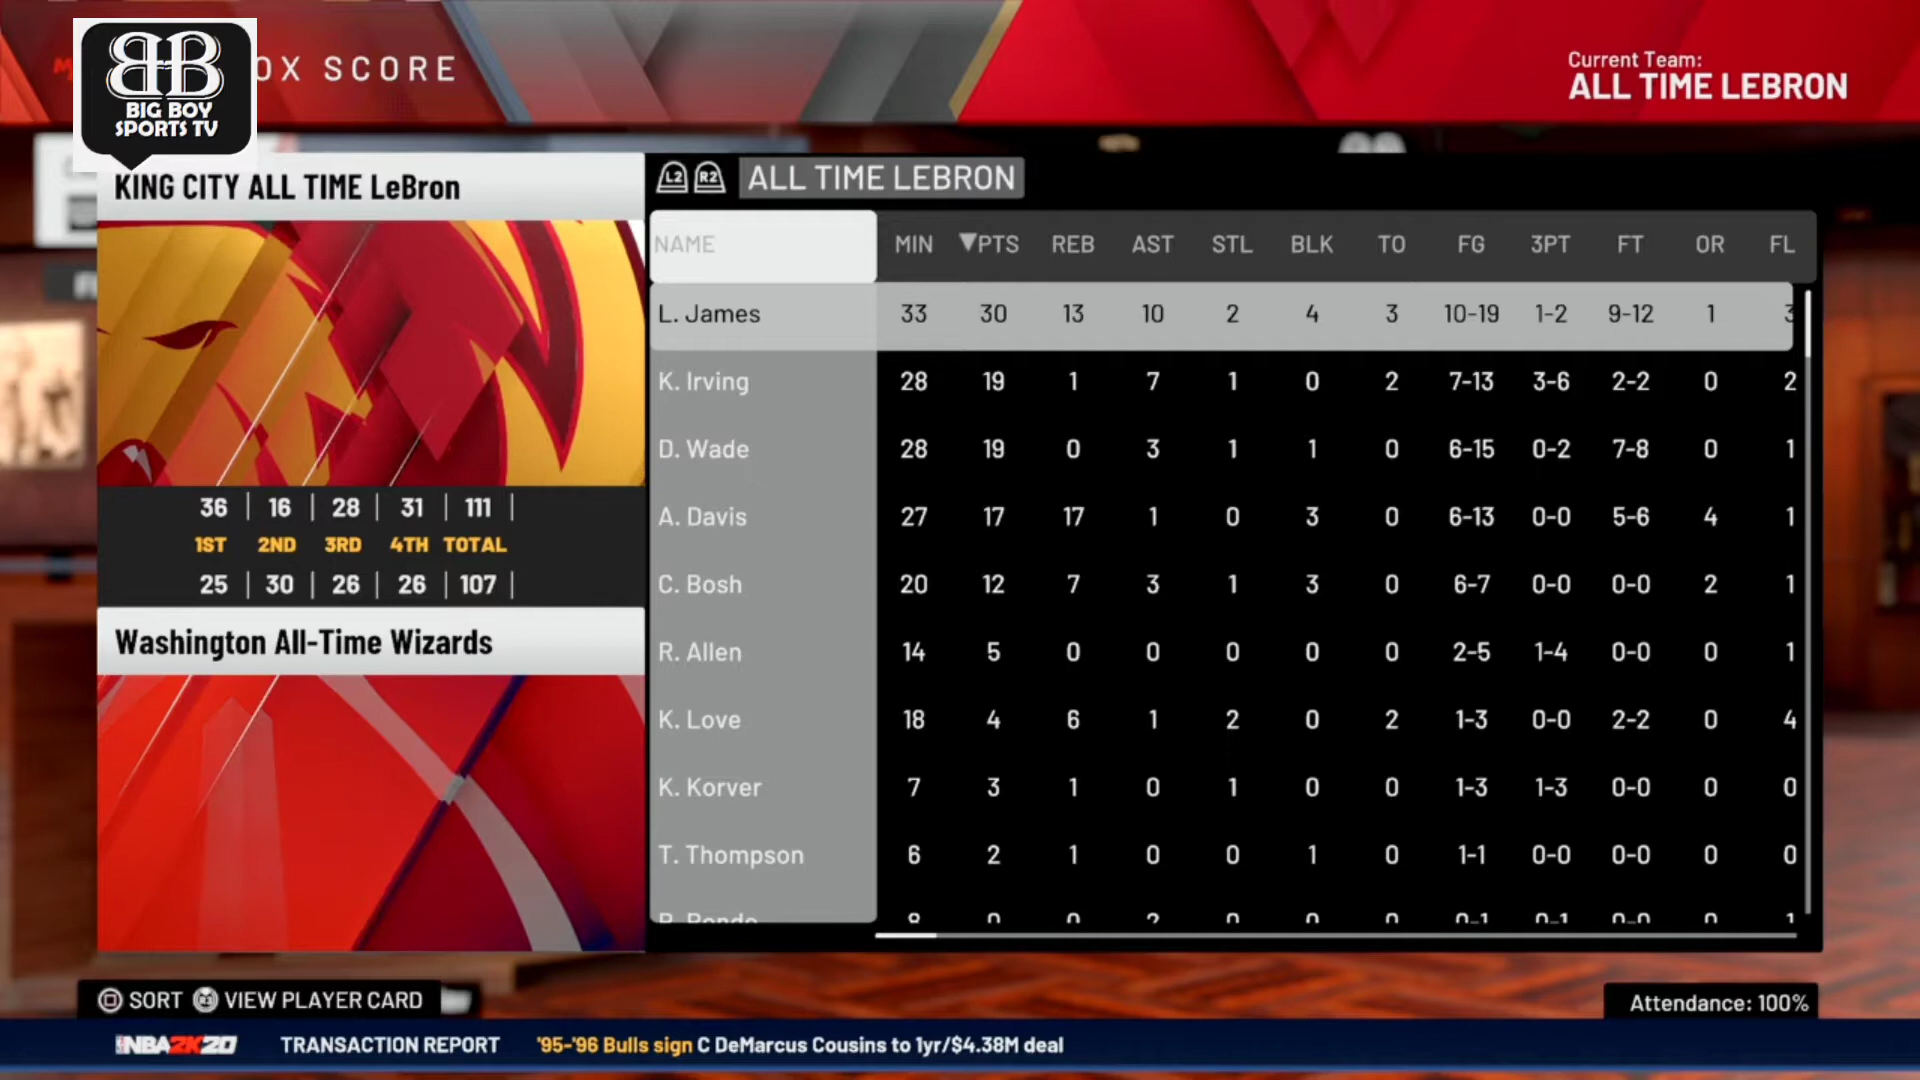 BB
BIG BOY
SPORTS TV
OX SCORE
Current Team:
ALL TIME LEBRON
KING CITY ALL TIME LeBron
36 | 16 | 28 | 31 | 111 |
1ST 2ND 3RD 4TH TOTAL
25 | 30 | 26 | 26 | 107 |
Washington All-Time Wizards
L2 R2 ALL TIME LEBRON
NAME MIN ▼PTS REB AST STL BLK TO FG 3PT FT OR FL
L. James 33 30 13 10 2 4 3 10-19 1-2 9-12 1 3
K. Irving 28 19 1 7 1 0 2 7-13 3-6 2-2 0 2
D. Wade 28 19 0 3 1 1 0 6-15 0-2 7-8 0 1
A. Davis 27 17 17 1 0 3 0 6-13 0-0 5-6 4 1
C. Bosh 20 12 7 3 1 3 0 6-7 0-0 0-0 2 1
R. Allen 14 5 0 0 0 0 0 2-5 1-4 0-0 0 1
K. Love 18 4 6 1 2 0 2 1-3 0-0 2-2 0 4
K. Korver 7 3 1 0 1 0 0 1-3 1-3 0-0 0 0
T. Thompson 6 2 1 0 0 1 0 1-1 0-0 0-0 0 0
SORT R3 VIEW PLAYER CARD
Attendance: 100%
NBA2K20 TRANSACTION REPORT '95-'96 Bulls sign C DeMarcus Cousins to 1yr/$4.38M deal